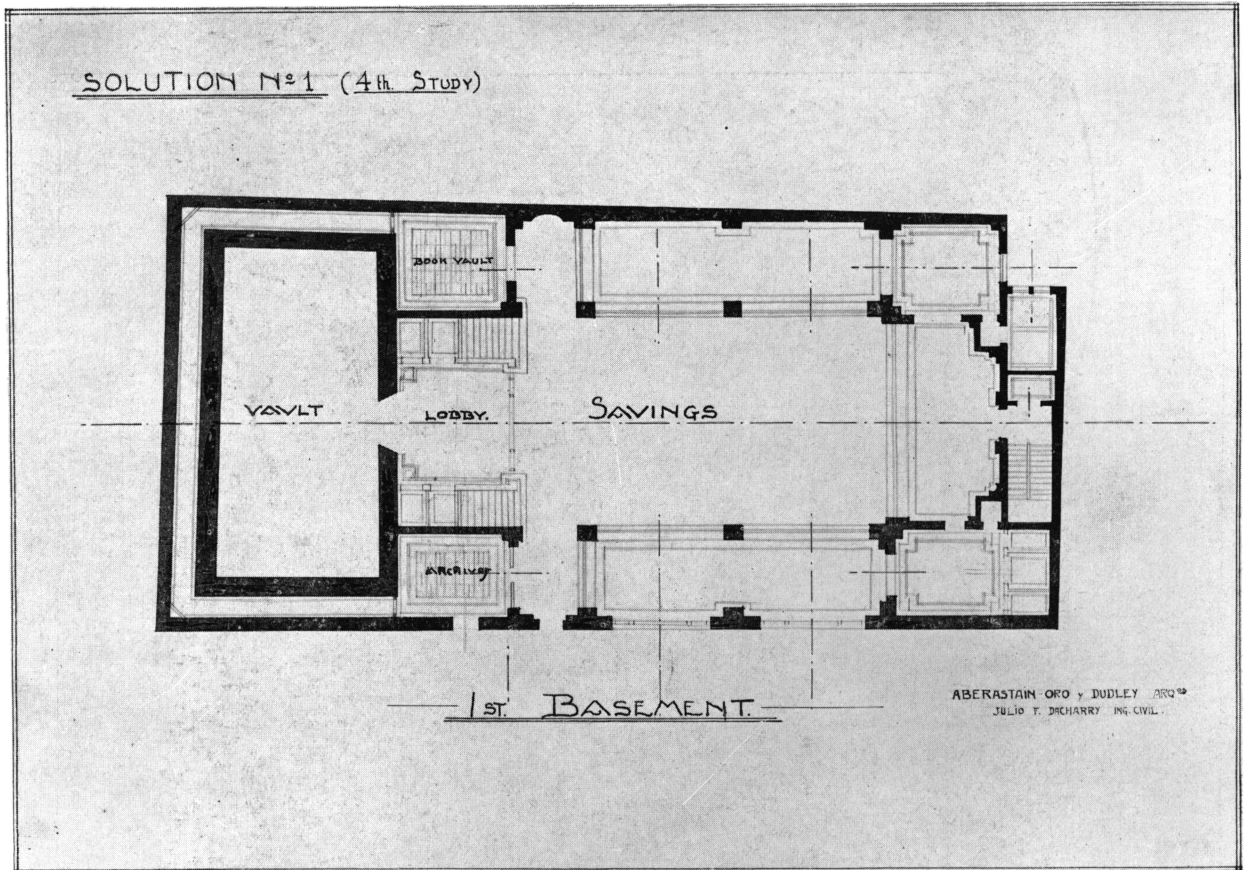 SOLUTION Nº1 (4th. STUDY)
BOOK VAULT
VAULT
LOBBY.
SAVINGS
ARCHIVES
1ST. BASEMENT.
ABERASTAIN ORO y DUDLEY ARQᵒˢ
JULIO T. DACHARRY ING. CIVIL.